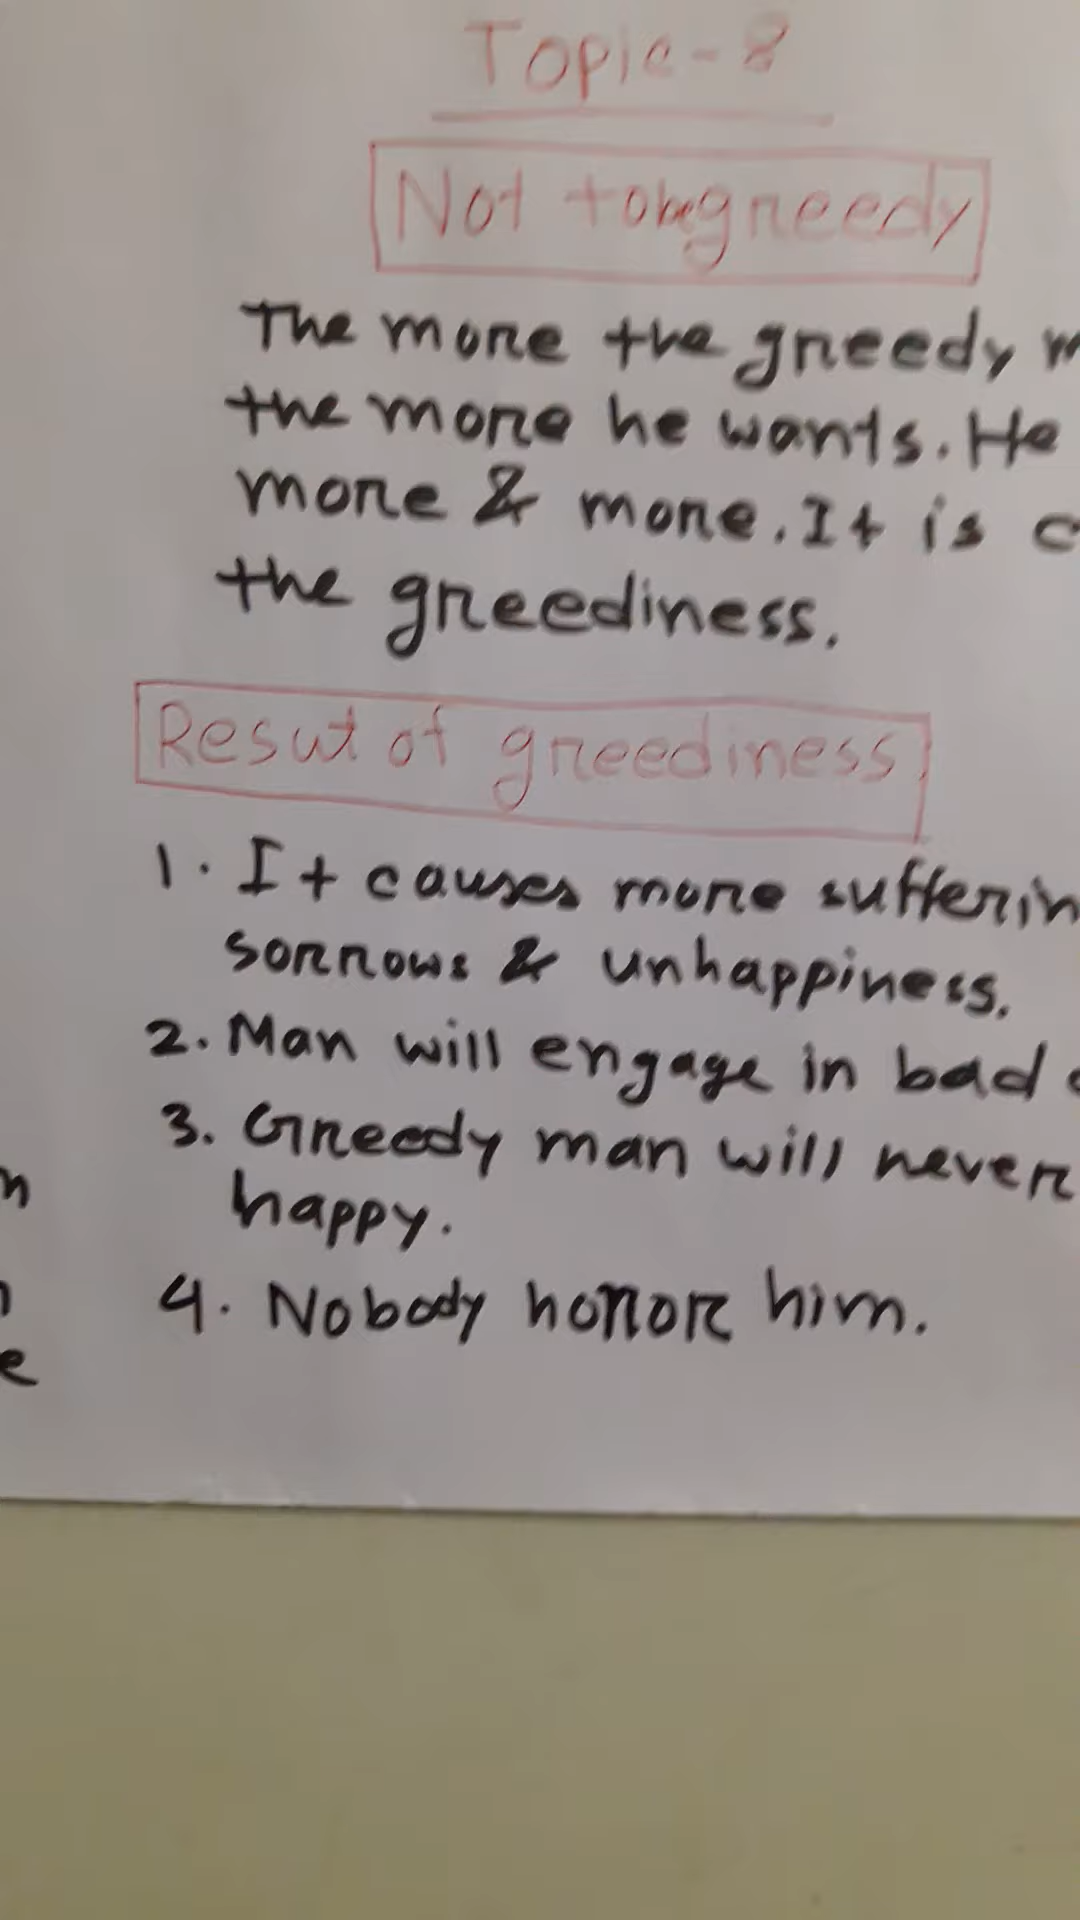 Topic-8
Not to be greedy
The more the greedy
the more he wants. He
more & more. It is
the greediness.
Resut of greediness
1. It causes more sufferin
sorrows & unhappiness.
2. Man will engage in bad
3. Greedy man will never
happy.
4. Nobody honor him.